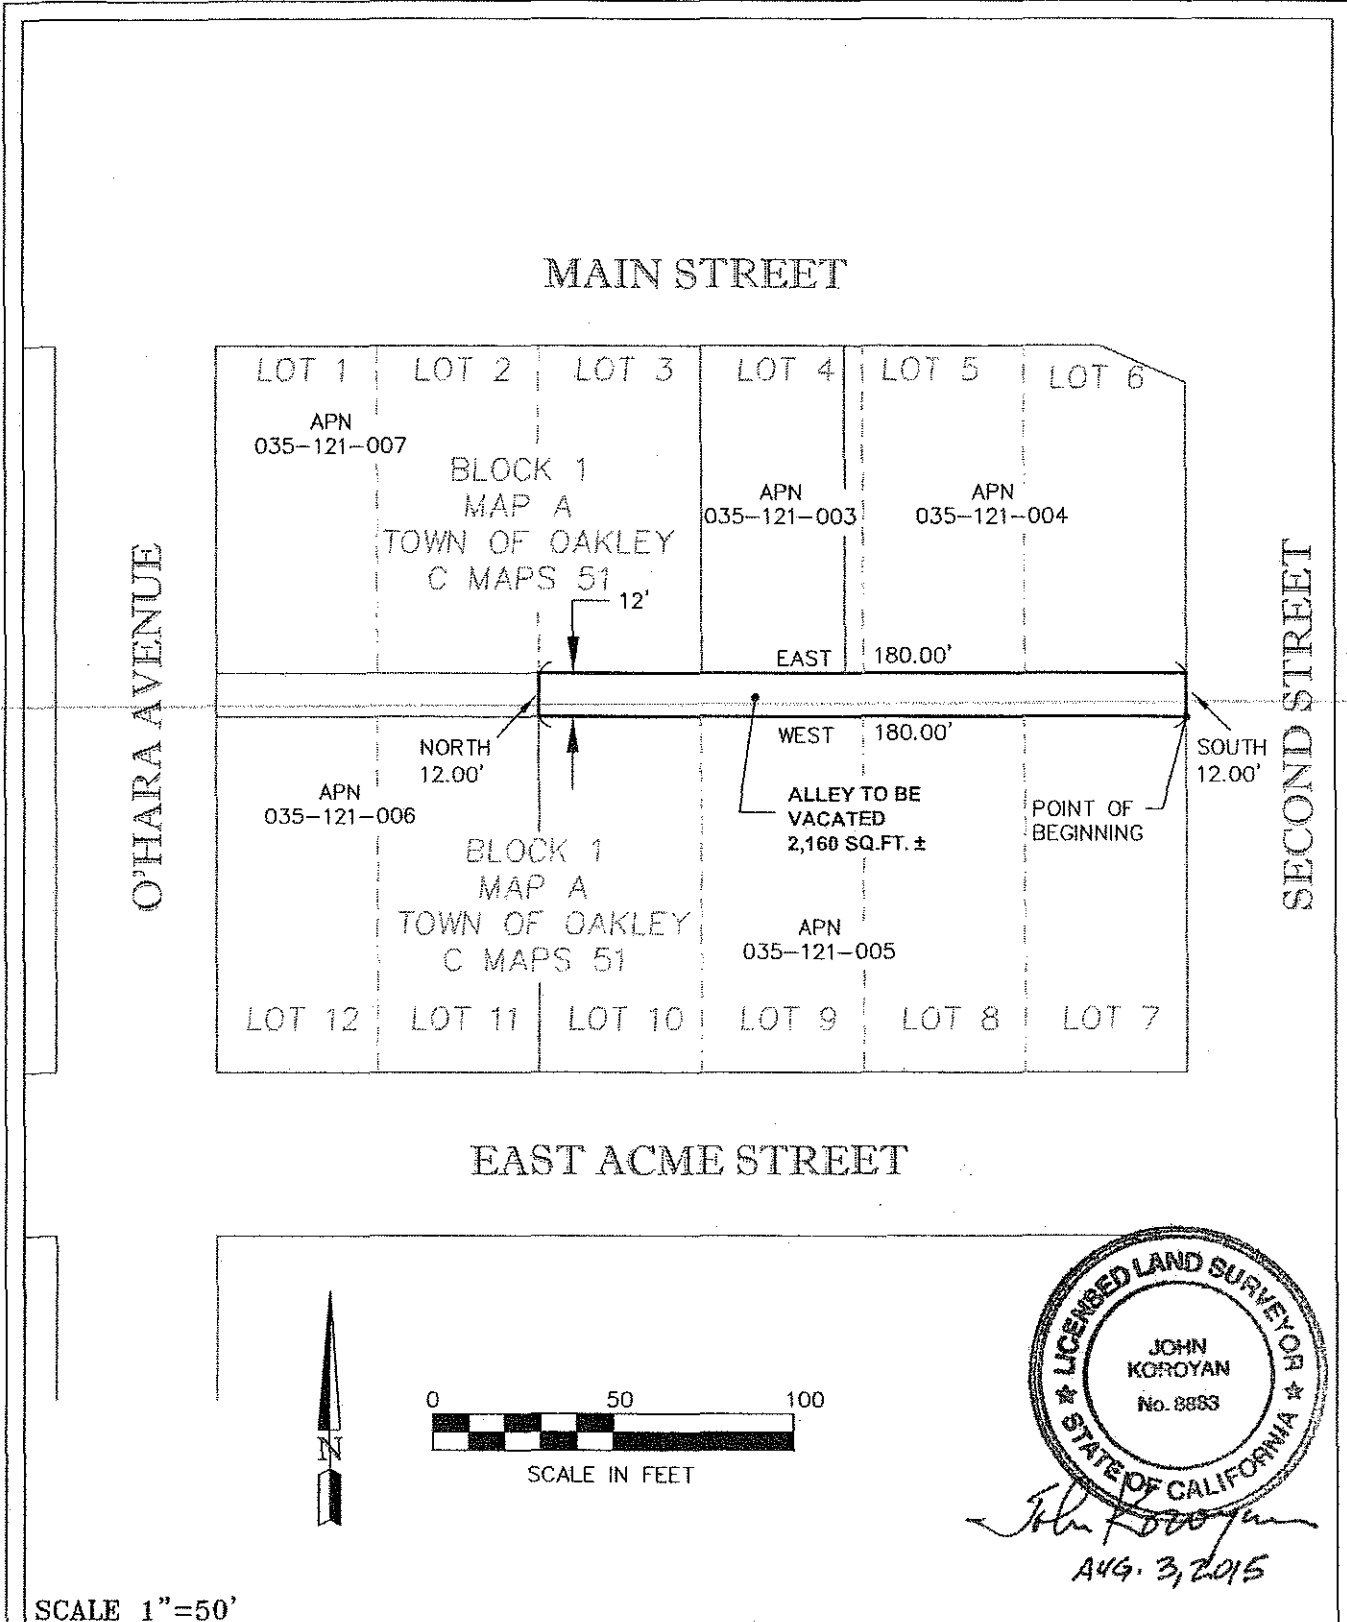 MAIN STREET
LOT 1
LOT 2
LOT 3
LOT 4
LOT 5
LOT 6
APN
035-121-007
BLOCK 1
MAP A
TOWN OF OAKLEY
C MAPS 51
APN
035-121-003
APN
035-121-004
O'HARA AVENUE
SECOND STREET
12'
EAST 180.00'
WEST 180.00'
NORTH
12.00'
SOUTH
12.00'
APN
035-121-006
ALLEY TO BE
VACATED
2,160 SQ.FT. ±
POINT OF
BEGINNING
BLOCK 1
MAP A
TOWN OF OAKLEY
C MAPS 51
APN
035-121-005
LOT 12
LOT 11
LOT 10
LOT 9
LOT 8
LOT 7
EAST ACME STREET
N
0 50 100
SCALE IN FEET
LICENSED LAND SURVEYOR
JOHN
KOROYAN
No. 8883
STATE OF CALIFORNIA
John Koroyan
AUG. 3, 2015
SCALE 1"=50'